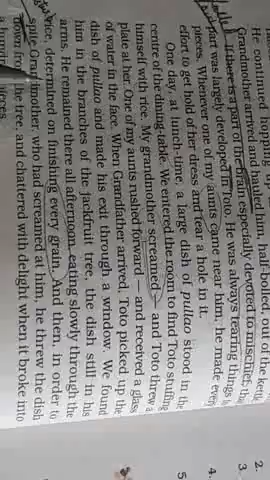 He continued hopping
Grandmother arrived and hauled him, half-boiled, out of the kettle
If there is a part of the brain especially devoted to mischief, that
part was largely developed in Toto. He was always tearing things to
pieces. Whenever one of my aunts came near him, he made every
effort to get hold of her dress and tear a hole in it.
One day, at lunch-time, a large dish of pullao stood in the
centre of the dining-table. We entered the room to find Toto stuffing
himself with rice. My grandmother screamed — and Toto threw a
plate at her. One of my aunts rushed forward — and received a glass
of water in the face. When Grandfather arrived, Toto picked up the
dish of pullao and made his exit through a window. We found
him in the branches of the jackfruit tree, the dish still in his
arms. He remained there all afternoon, eating slowly through the
rice, determined on finishing every grain. And then, in order to
spite Grandmother, who had screamed at him, he threw the dish
down from the tree, and chattered with delight when it broke into
a hundred pieces.
2.
3
4.
5